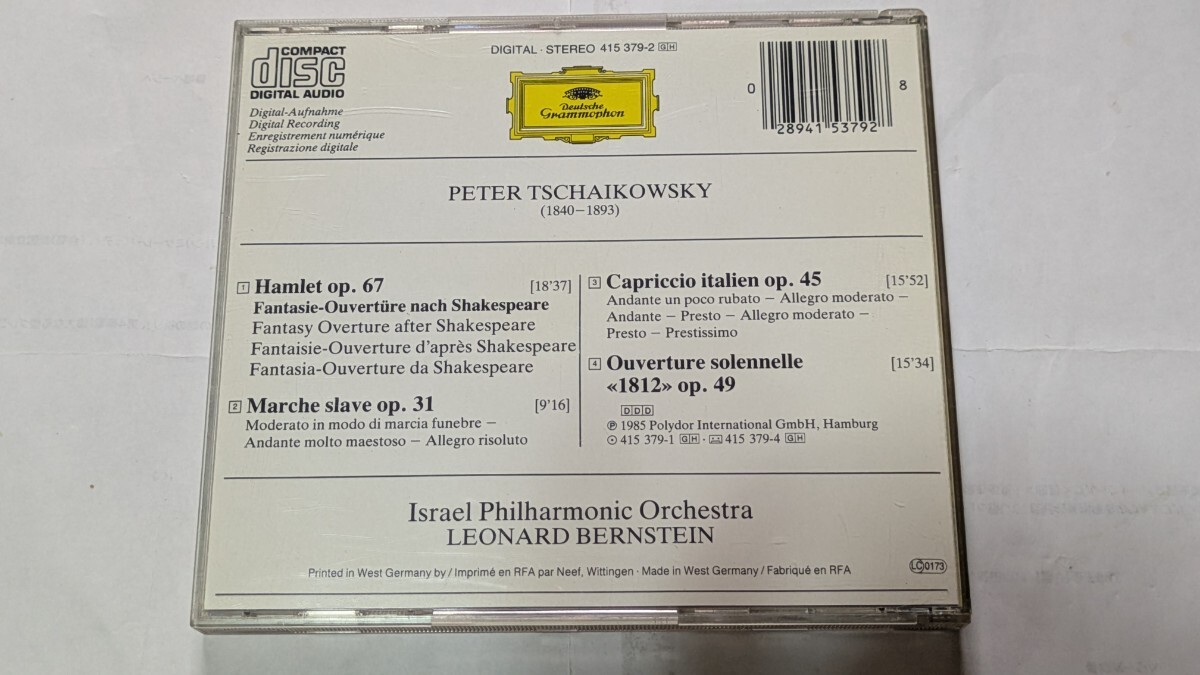 COMPACT
disc
DIGITAL AUDIO
Digital-Aufnahme
Digital Recording
Enregistrement numérique
Registrazione digitale
DIGITAL · STEREO 415 379-2 GH
Deutsche
Grammophon
0 28941 53792 8
PETER TSCHAIKOWSKY
(1840–1893)
1 Hamlet op. 67 [18'37]
Fantasie-Ouvertüre nach Shakespeare
Fantasy Overture after Shakespeare
Fantaisie-Ouverture d'après Shakespeare
Fantasia-Ouverture da Shakespeare
2 Marche slave op. 31 [9'16]
Moderato in modo di marcia funebre –
Andante molto maestoso – Allegro risoluto
3 Capriccio italien op. 45 [15'52]
Andante un poco rubato – Allegro moderato –
Andante – Presto – Allegro moderato –
Presto – Prestissimo
4 Ouverture solennelle [15'34]
«1812» op. 49
DDD
℗ 1985 Polydor International GmbH, Hamburg
415 379-1 GH · 415 379-4 GH
Israel Philharmonic Orchestra
LEONARD BERNSTEIN
Printed in West Germany by / Imprimé en RFA par Neef, Wittingen · Made in West Germany / Fabriqué en RFA
LC 0173